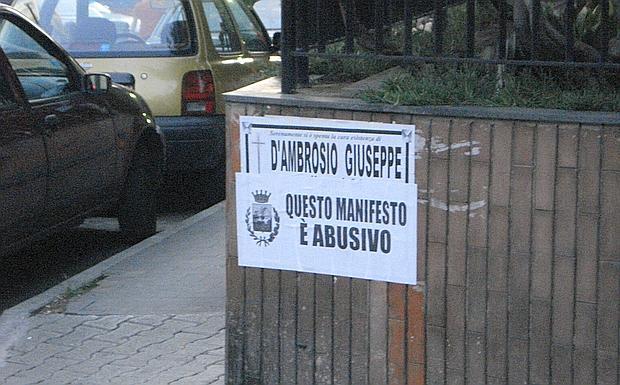 Serenamente si è spenta la cara esistenza di
D'AMBROSIO GIUSEPPE
QUESTO MANIFESTO
È ABUSIVO